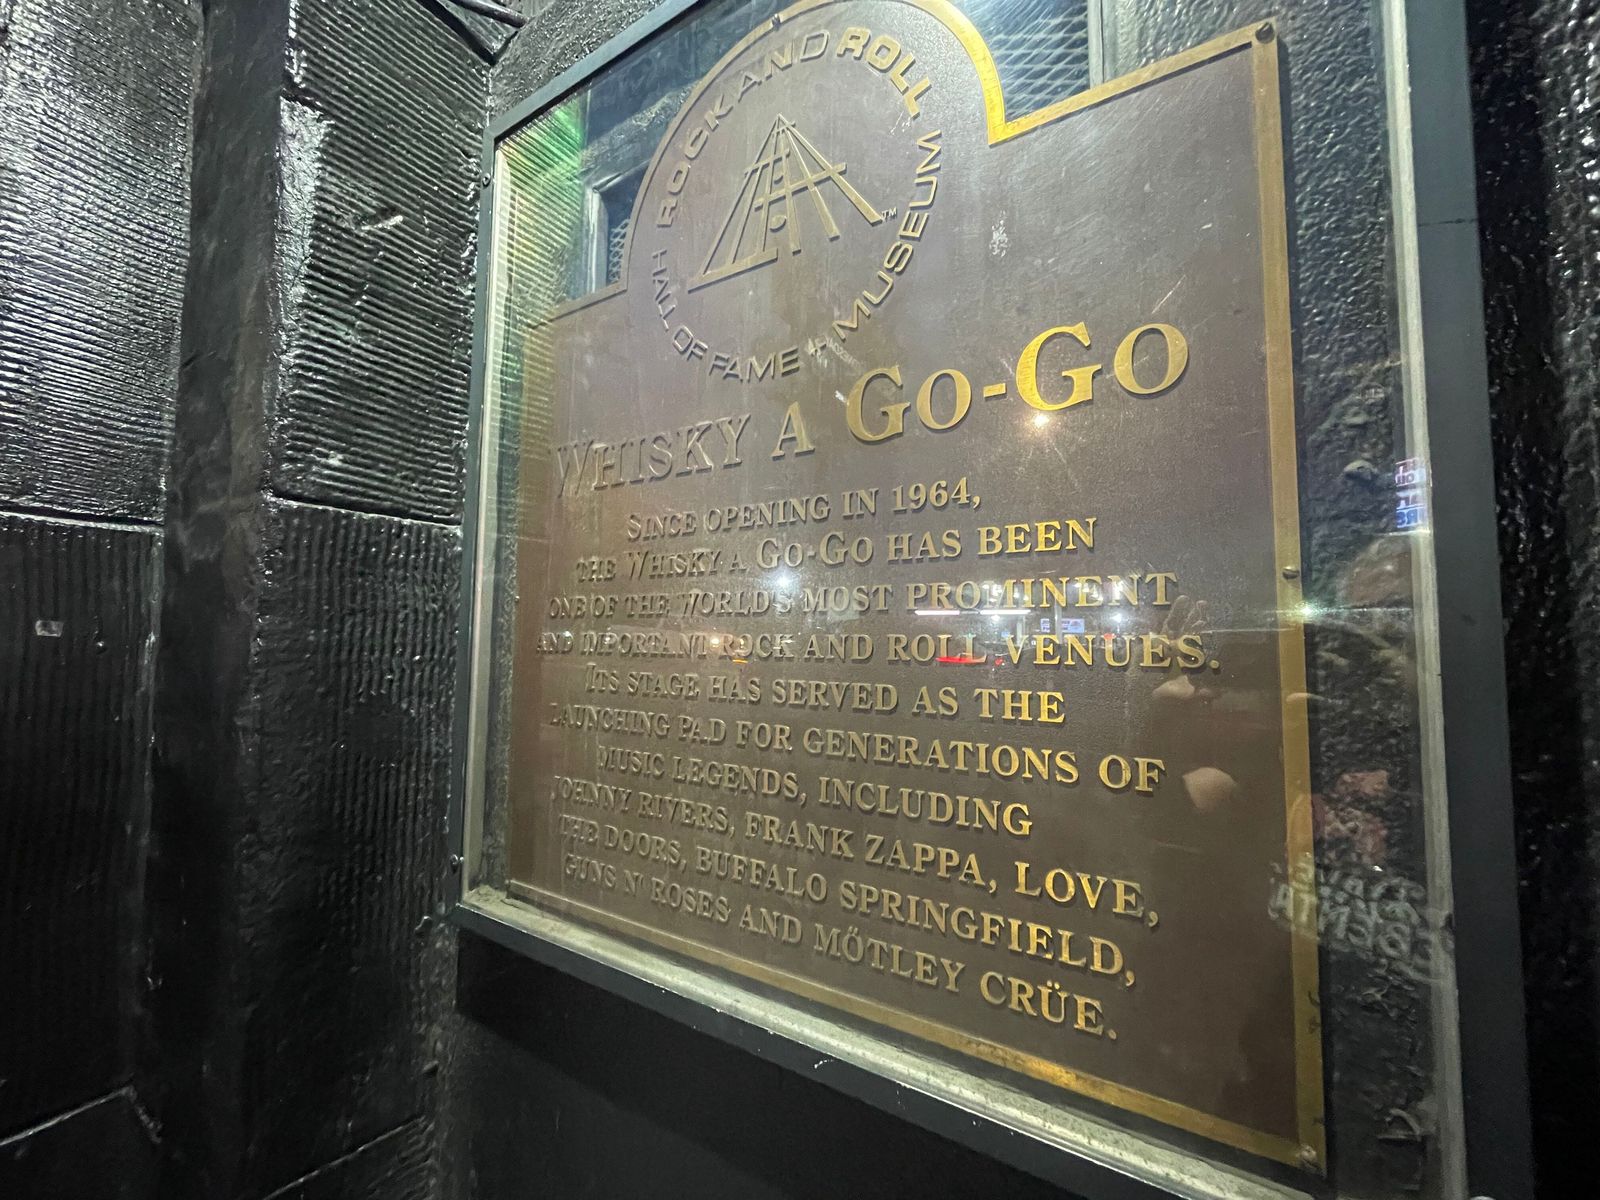 ROCK AND ROLL
HALL OF FAME + MUSEUM
TM
WHISKY A GO-GO
SINCE OPENING IN 1964,
THE WHISKY A GO-GO HAS BEEN
ONE OF THE WORLD'S MOST PROMINENT
AND IMPORTANT ROCK AND ROLL VENUES.
ITS STAGE HAS SERVED AS THE
LAUNCHING PAD FOR GENERATIONS OF
MUSIC LEGENDS, INCLUDING
JOHNNY RIVERS, FRANK ZAPPA, LOVE,
THE DOORS, BUFFALO SPRINGFIELD,
GUNS N' ROSES AND MÖTLEY CRÜE.